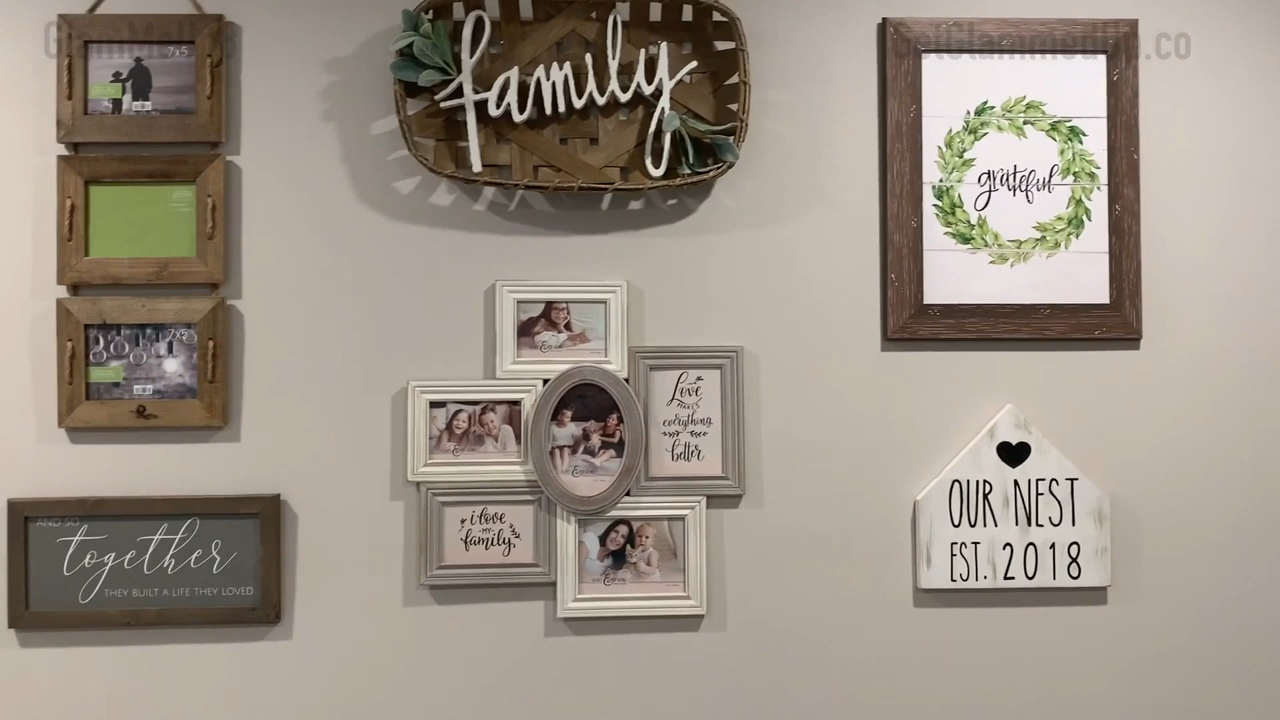 family
7x5
grateful
7x5
Love
MAKES
everything
better
i love
MY
family
AND SO
together
THEY BUILT A LIFE THEY LOVED
OUR NEST
EST. 2018